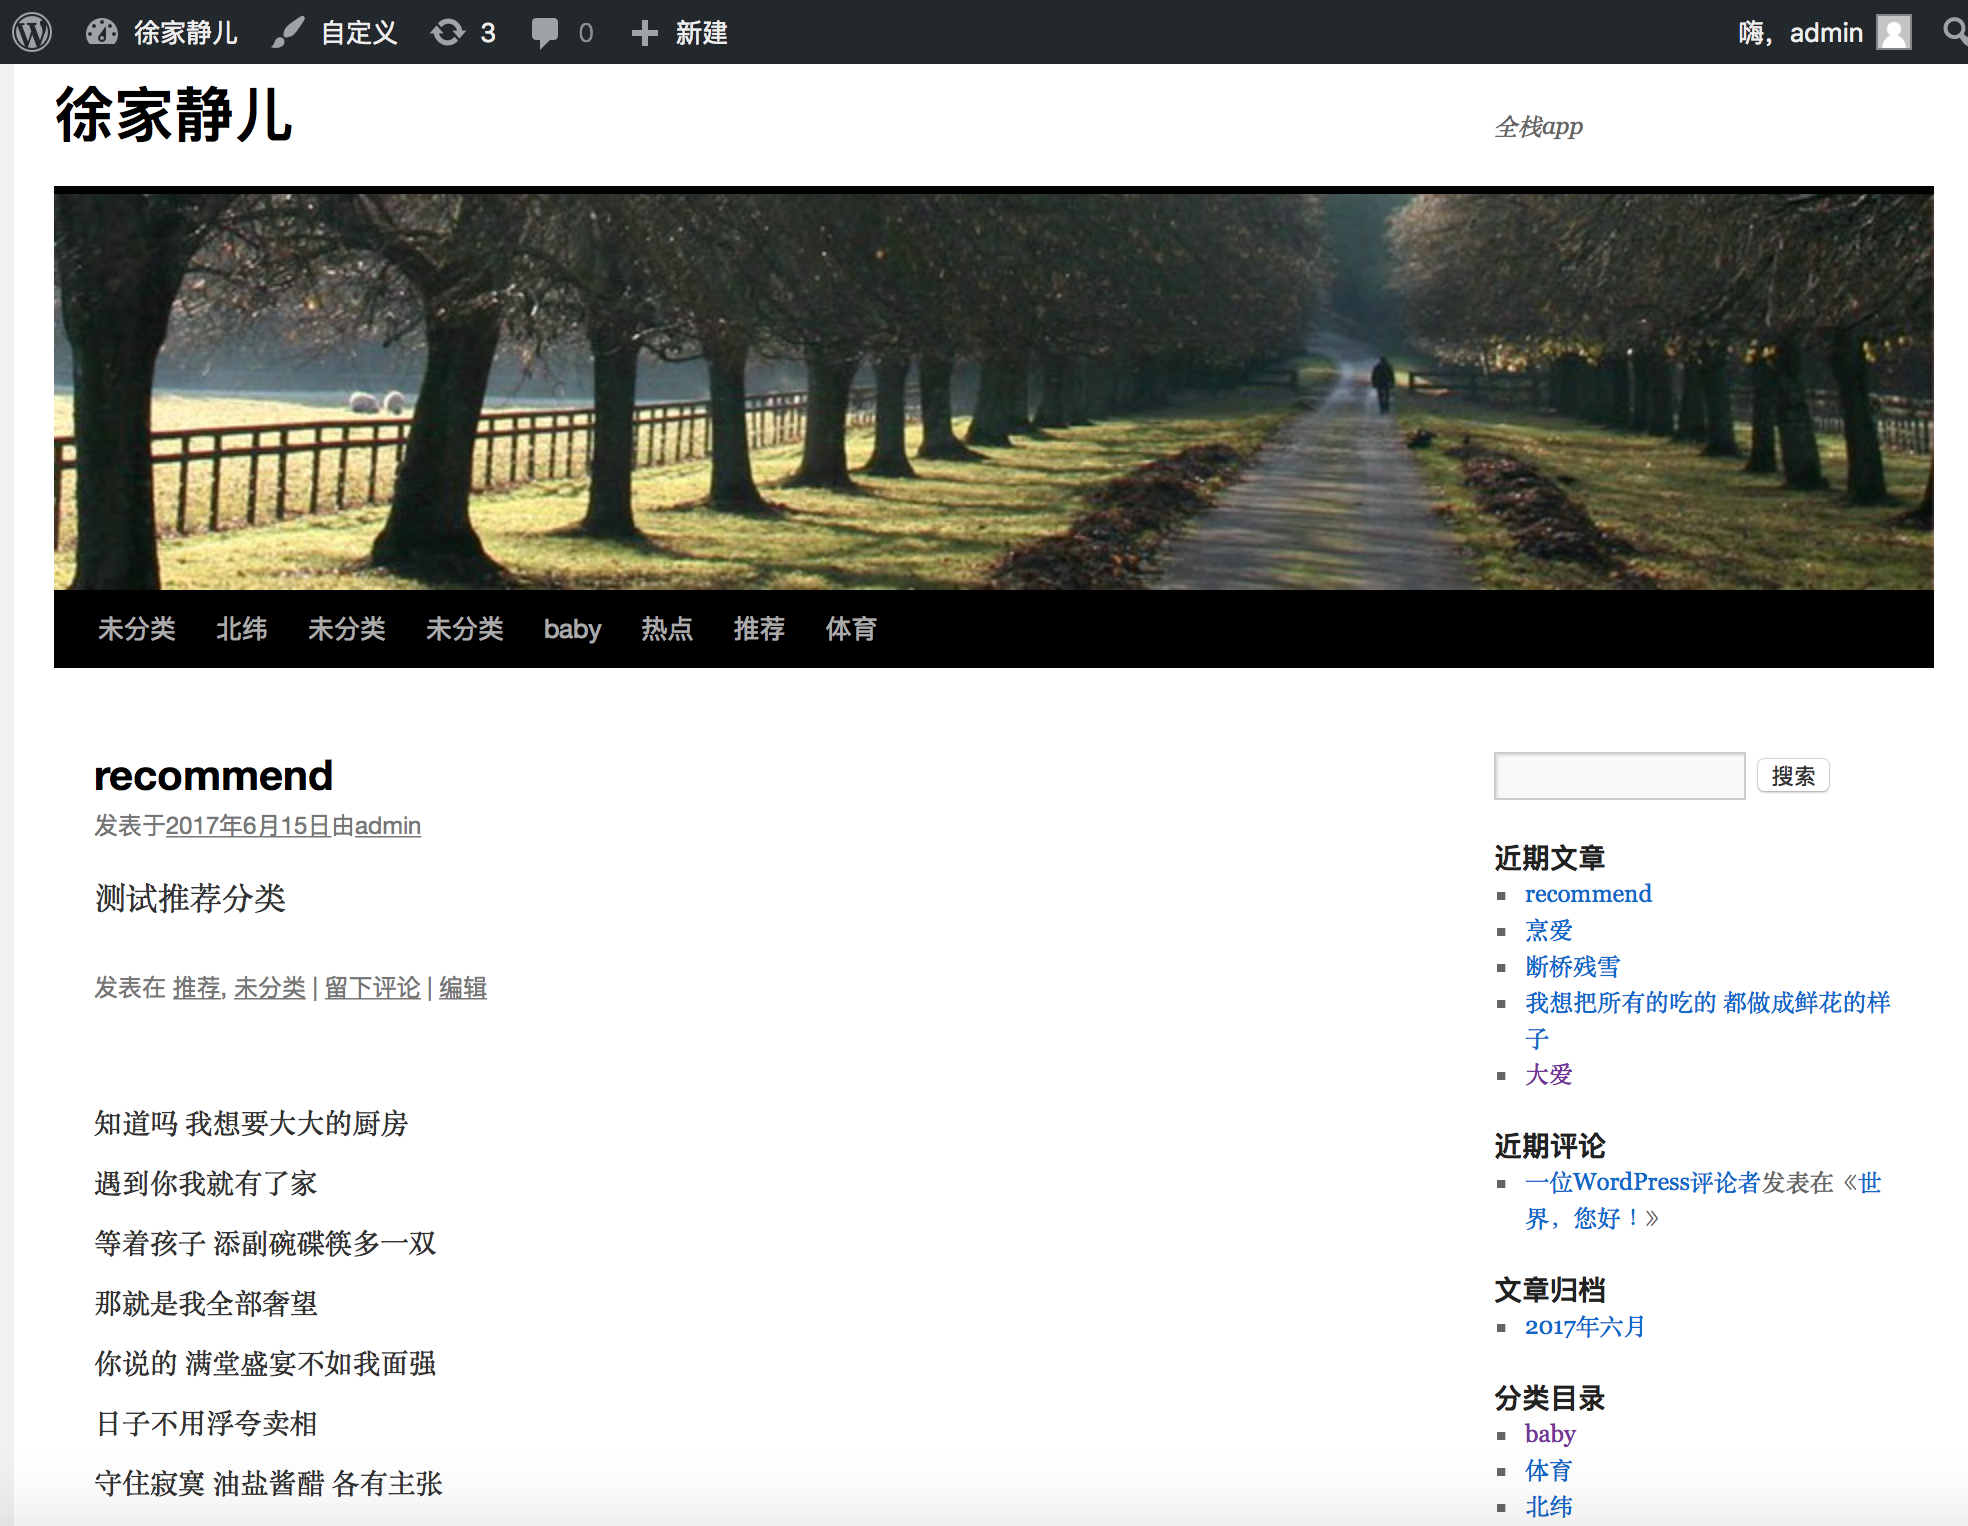 徐家静儿 自定义 3 0 新建 嗨，admin
徐家静儿
全栈app
未分类 北纬 未分类 未分类 baby 热点 推荐 体育
recommend
发表于2017年6月15日由admin
测试推荐分类
发表在 推荐, 未分类 | 留下评论 | 编辑
知道吗 我想要大大的厨房
遇到你我就有了家
等着孩子 添副碗碟筷多一双
那就是我全部奢望
你说的 满堂盛宴不如我面强
日子不用浮夸卖相
守住寂寞 油盐酱醋 各有主张
搜索
近期文章
recommend
烹爱
断桥残雪
我想把所有的吃的 都做成鲜花的样
子
大爱
近期评论
一位WordPress评论者发表在《世
界，您好！》
文章归档
2017年六月
分类目录
baby
体育
北纬